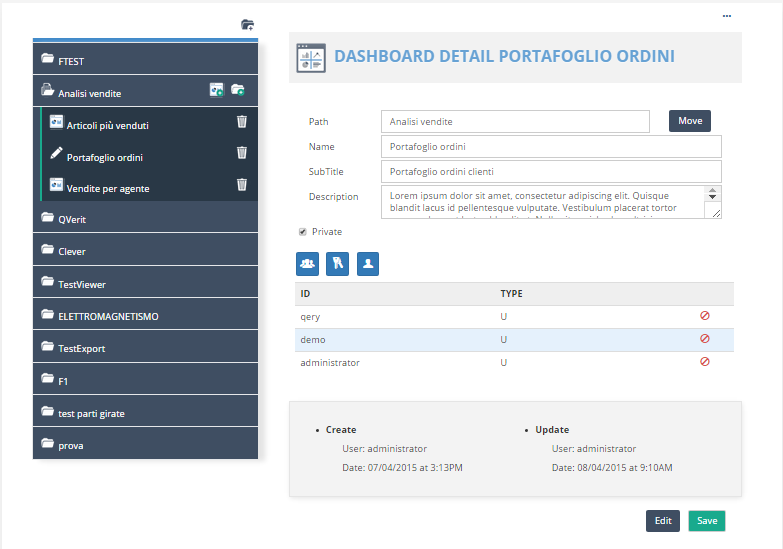 FTEST
Analisi vendite
Articoli più venduti
Portafoglio ordini
Vendite per agente
QVerit
Clever
TestViewer
ELETTROMAGNETISMO
TestExport
F1
test parti girate
prova
DASHBOARD DETAIL PORTAFOGLIO ORDINI
Path Analisi vendite Move
Name Portafoglio ordini
SubTitle Portafoglio ordini clienti
Description Lorem ipsum dolor sit amet, consectetur adipiscing elit. Quisque
blandit lacus id pellentesque vulputate. Vestibulum placerat tortor
Private
ID TYPE
qery U
demo U
administrator U
Create
User: administrator
Date: 07/04/2015 at 3:13PM
Update
User: administrator
Date: 08/04/2015 at 9:10AM
Edit Save